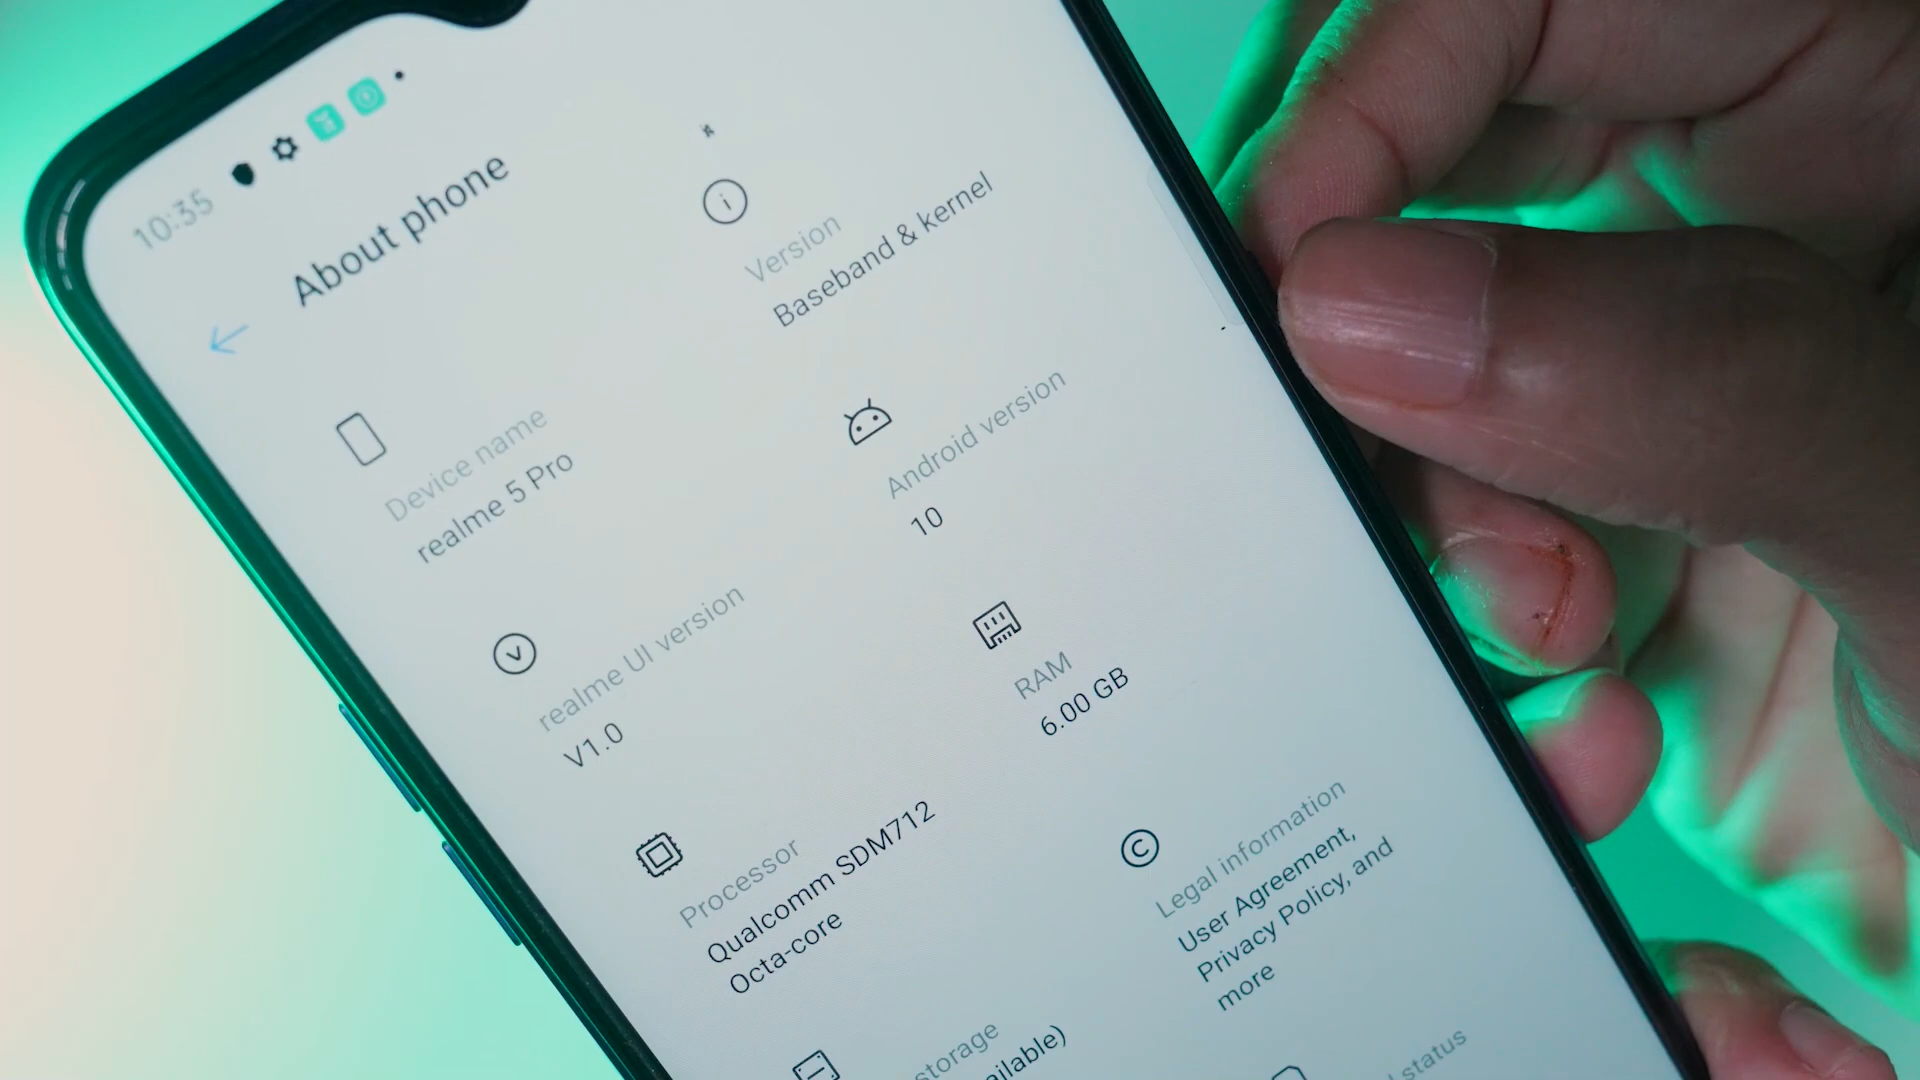 10:35
About phone
Device name
realme 5 Pro
Version
Baseband & kernel
realme UI version
V1.0
Android version
10
Processor
Qualcomm SDM712
Octa-core
RAM
6.00 GB
Legal information
User Agreement,
Privacy Policy, and
more
storage
status